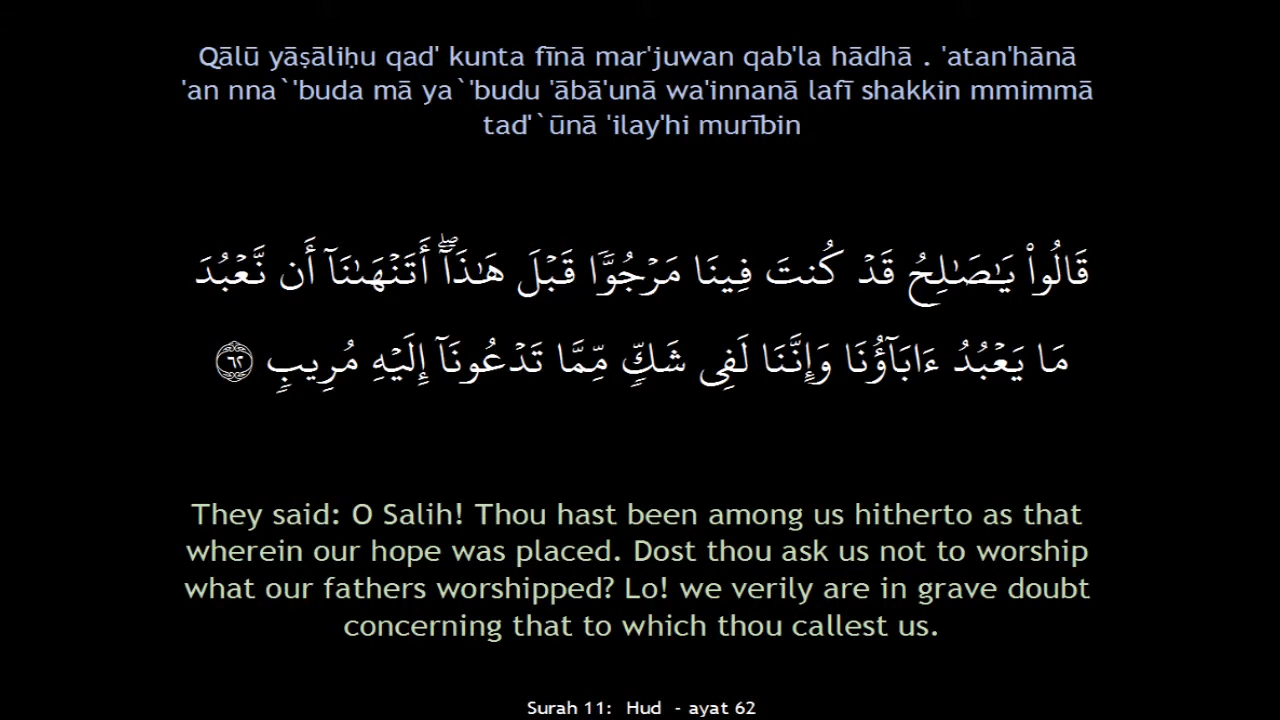 Qālū yāṣāliḥu qad' kunta fīnā mar'juwan qab'la hādhā . 'atan'hānā
'an nna`'buda mā ya`'budu 'ābā'unā wa'innanā lafī shakkin mmimmā
tad'`ūnā 'ilay'hi murībin
قَالُوا۟ يَـٰصَـٰلِحُ قَدْ كُنتَ فِينَا مَرْجُوًّۭا قَبْلَ هَـٰذَآ ۖ أَتَنْهَىٰنَآ أَن نَّعْبُدَ
مَا يَعْبُدُ ءَابَآؤُنَا وَإِنَّنَا لَفِى شَكٍّۢ مِّمَّا تَدْعُونَآ إِلَيْهِ مُرِيبٍۢ ٦٢
They said: O Salih! Thou hast been among us hitherto as that
wherein our hope was placed. Dost thou ask us not to worship
what our fathers worshipped? Lo! we verily are in grave doubt
concerning that to which thou callest us.
Surah 11: Hud - ayat 62